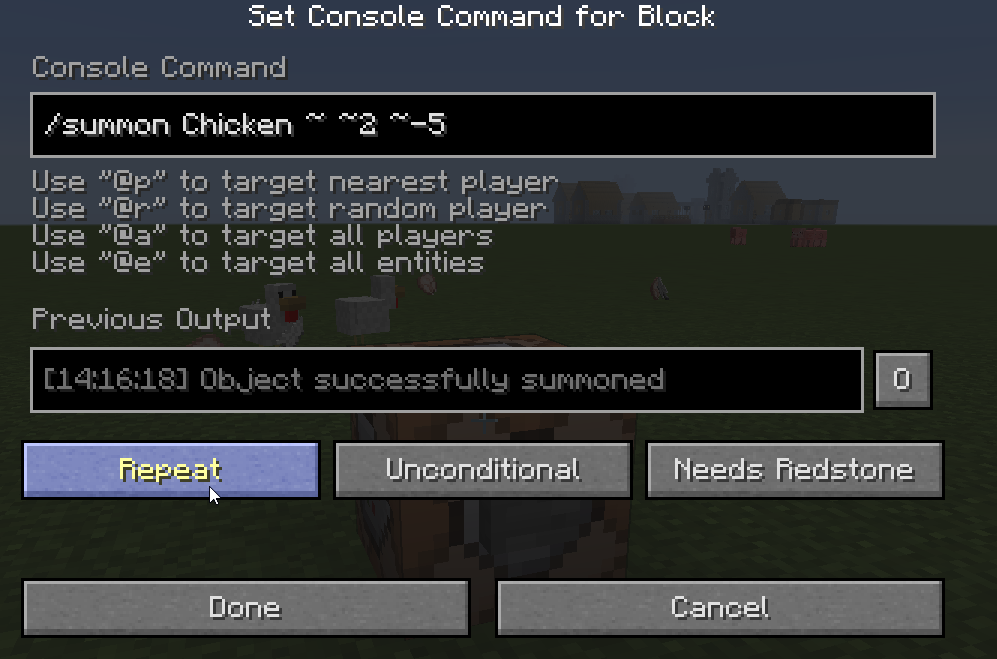 Set Console Command for Block
Console Command
/summon Chicken ~ ~2 ~-5
Use "@p" to target nearest player
Use "@r" to target random player
Use "@a" to target all players
Use "@e" to target all entities
Previous Output
[14:16:18] Object successfully summoned
O
Repeat
Unconditional
Needs Redstone
Done
Cancel